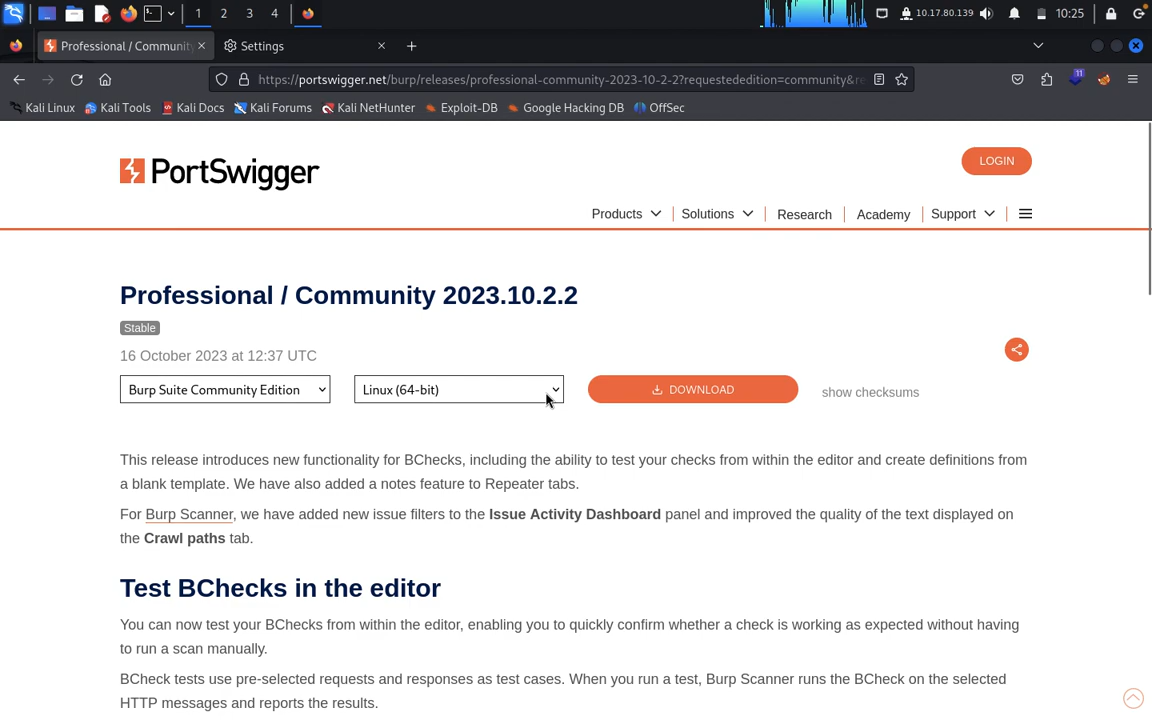 1 2 3 4
10.17.80.139
10:25
Professional / Communit
Settings
https://portswigger.net/burp/releases/professional-community-2023-10-2-2?requestededition=community&re
11
Kali Linux Kali Tools Kali Docs Kali Forums Kali NetHunter Exploit-DB Google Hacking DB OffSec
PortSwigger
LOGIN
Products Solutions Research Academy Support
Professional / Community 2023.10.2.2
Stable
16 October 2023 at 12:37 UTC
Burp Suite Community Edition Linux (64-bit) DOWNLOAD show checksums
This release introduces new functionality for BChecks, including the ability to test your checks from within the editor and create definitions from
a blank template. We have also added a notes feature to Repeater tabs.
For Burp Scanner, we have added new issue filters to the Issue Activity Dashboard panel and improved the quality of the text displayed on
the Crawl paths tab.
Test BChecks in the editor
You can now test your BChecks from within the editor, enabling you to quickly confirm whether a check is working as expected without having
to run a scan manually.
BCheck tests use pre-selected requests and responses as test cases. When you run a test, Burp Scanner runs the BCheck on the selected
HTTP messages and reports the results.